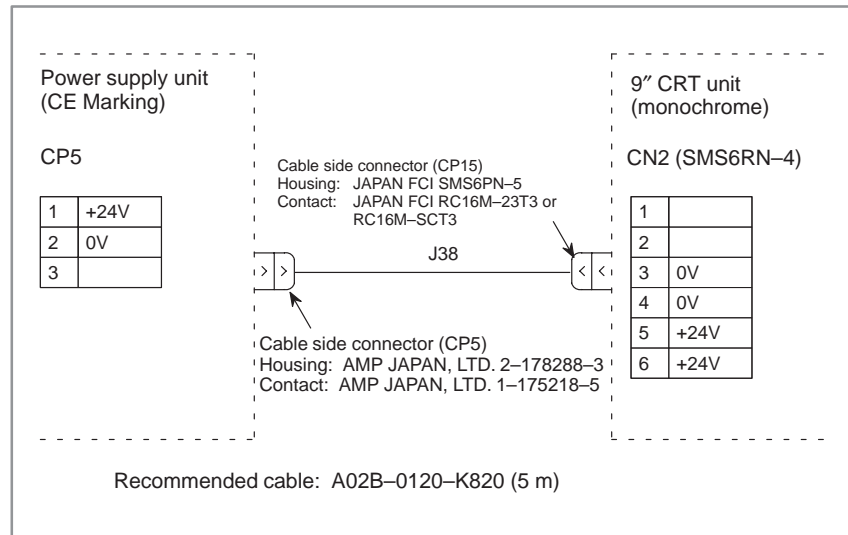 Power supply unit
(CE Marking)
CP5
1 +24V
2 0V
3
Cable side connector (CP15)
Housing: JAPAN FCI SMS6PN–5
Contact: JAPAN FCI RC16M–23T3 or
RC16M–SCT3
J38
Cable side connector (CP5)
Housing: AMP JAPAN, LTD. 2–178288–3
Contact: AMP JAPAN, LTD. 1–175218–5
9″ CRT unit
(monochrome)
CN2 (SMS6RN–4)
1
2
3 0V
4 0V
5 +24V
6 +24V
Recommended cable: A02B–0120–K820 (5 m)